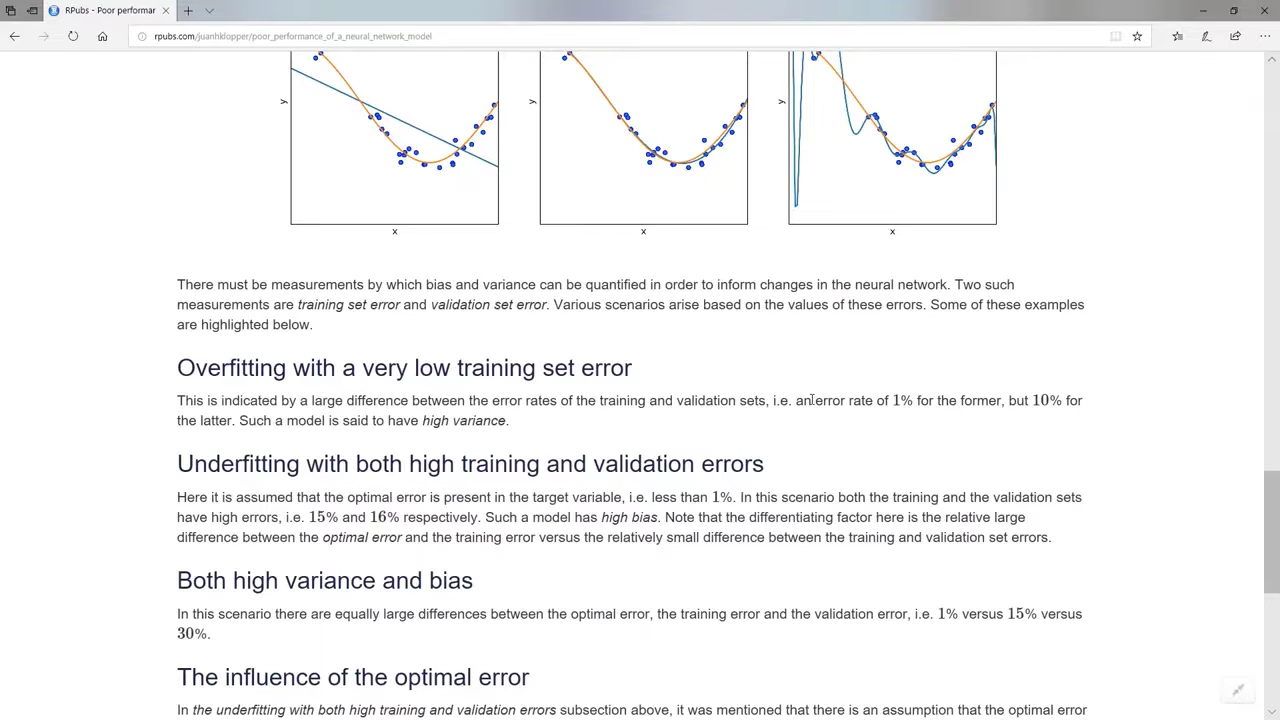 RPubs - Poor performar
rpubs.com/juanhklopper/poor_performance_of_a_neural_network_model
y
y
y
x
x
x
There must be measurements by which bias and variance can be quantified in order to inform changes in the neural network. Two such
measurements are training set error and validation set error. Various scenarios arise based on the values of these errors. Some of these examples
are highlighted below.
Overfitting with a very low training set error
This is indicated by a large difference between the error rates of the training and validation sets, i.e. an error rate of 1% for the former, but 10% for
the latter. Such a model is said to have high variance.
Underfitting with both high training and validation errors
Here it is assumed that the optimal error is present in the target variable, i.e. less than 1%. In this scenario both the training and the validation sets
have high errors, i.e. 15% and 16% respectively. Such a model has high bias. Note that the differentiating factor here is the relative large
difference between the optimal error and the training error versus the relatively small difference between the training and validation set errors.
Both high variance and bias
In this scenario there are equally large differences between the optimal error, the training error and the validation error, i.e. 1% versus 15% versus
30%.
The influence of the optimal error
In the underfitting with both high training and validation errors subsection above, it was mentioned that there is an assumption that the optimal error